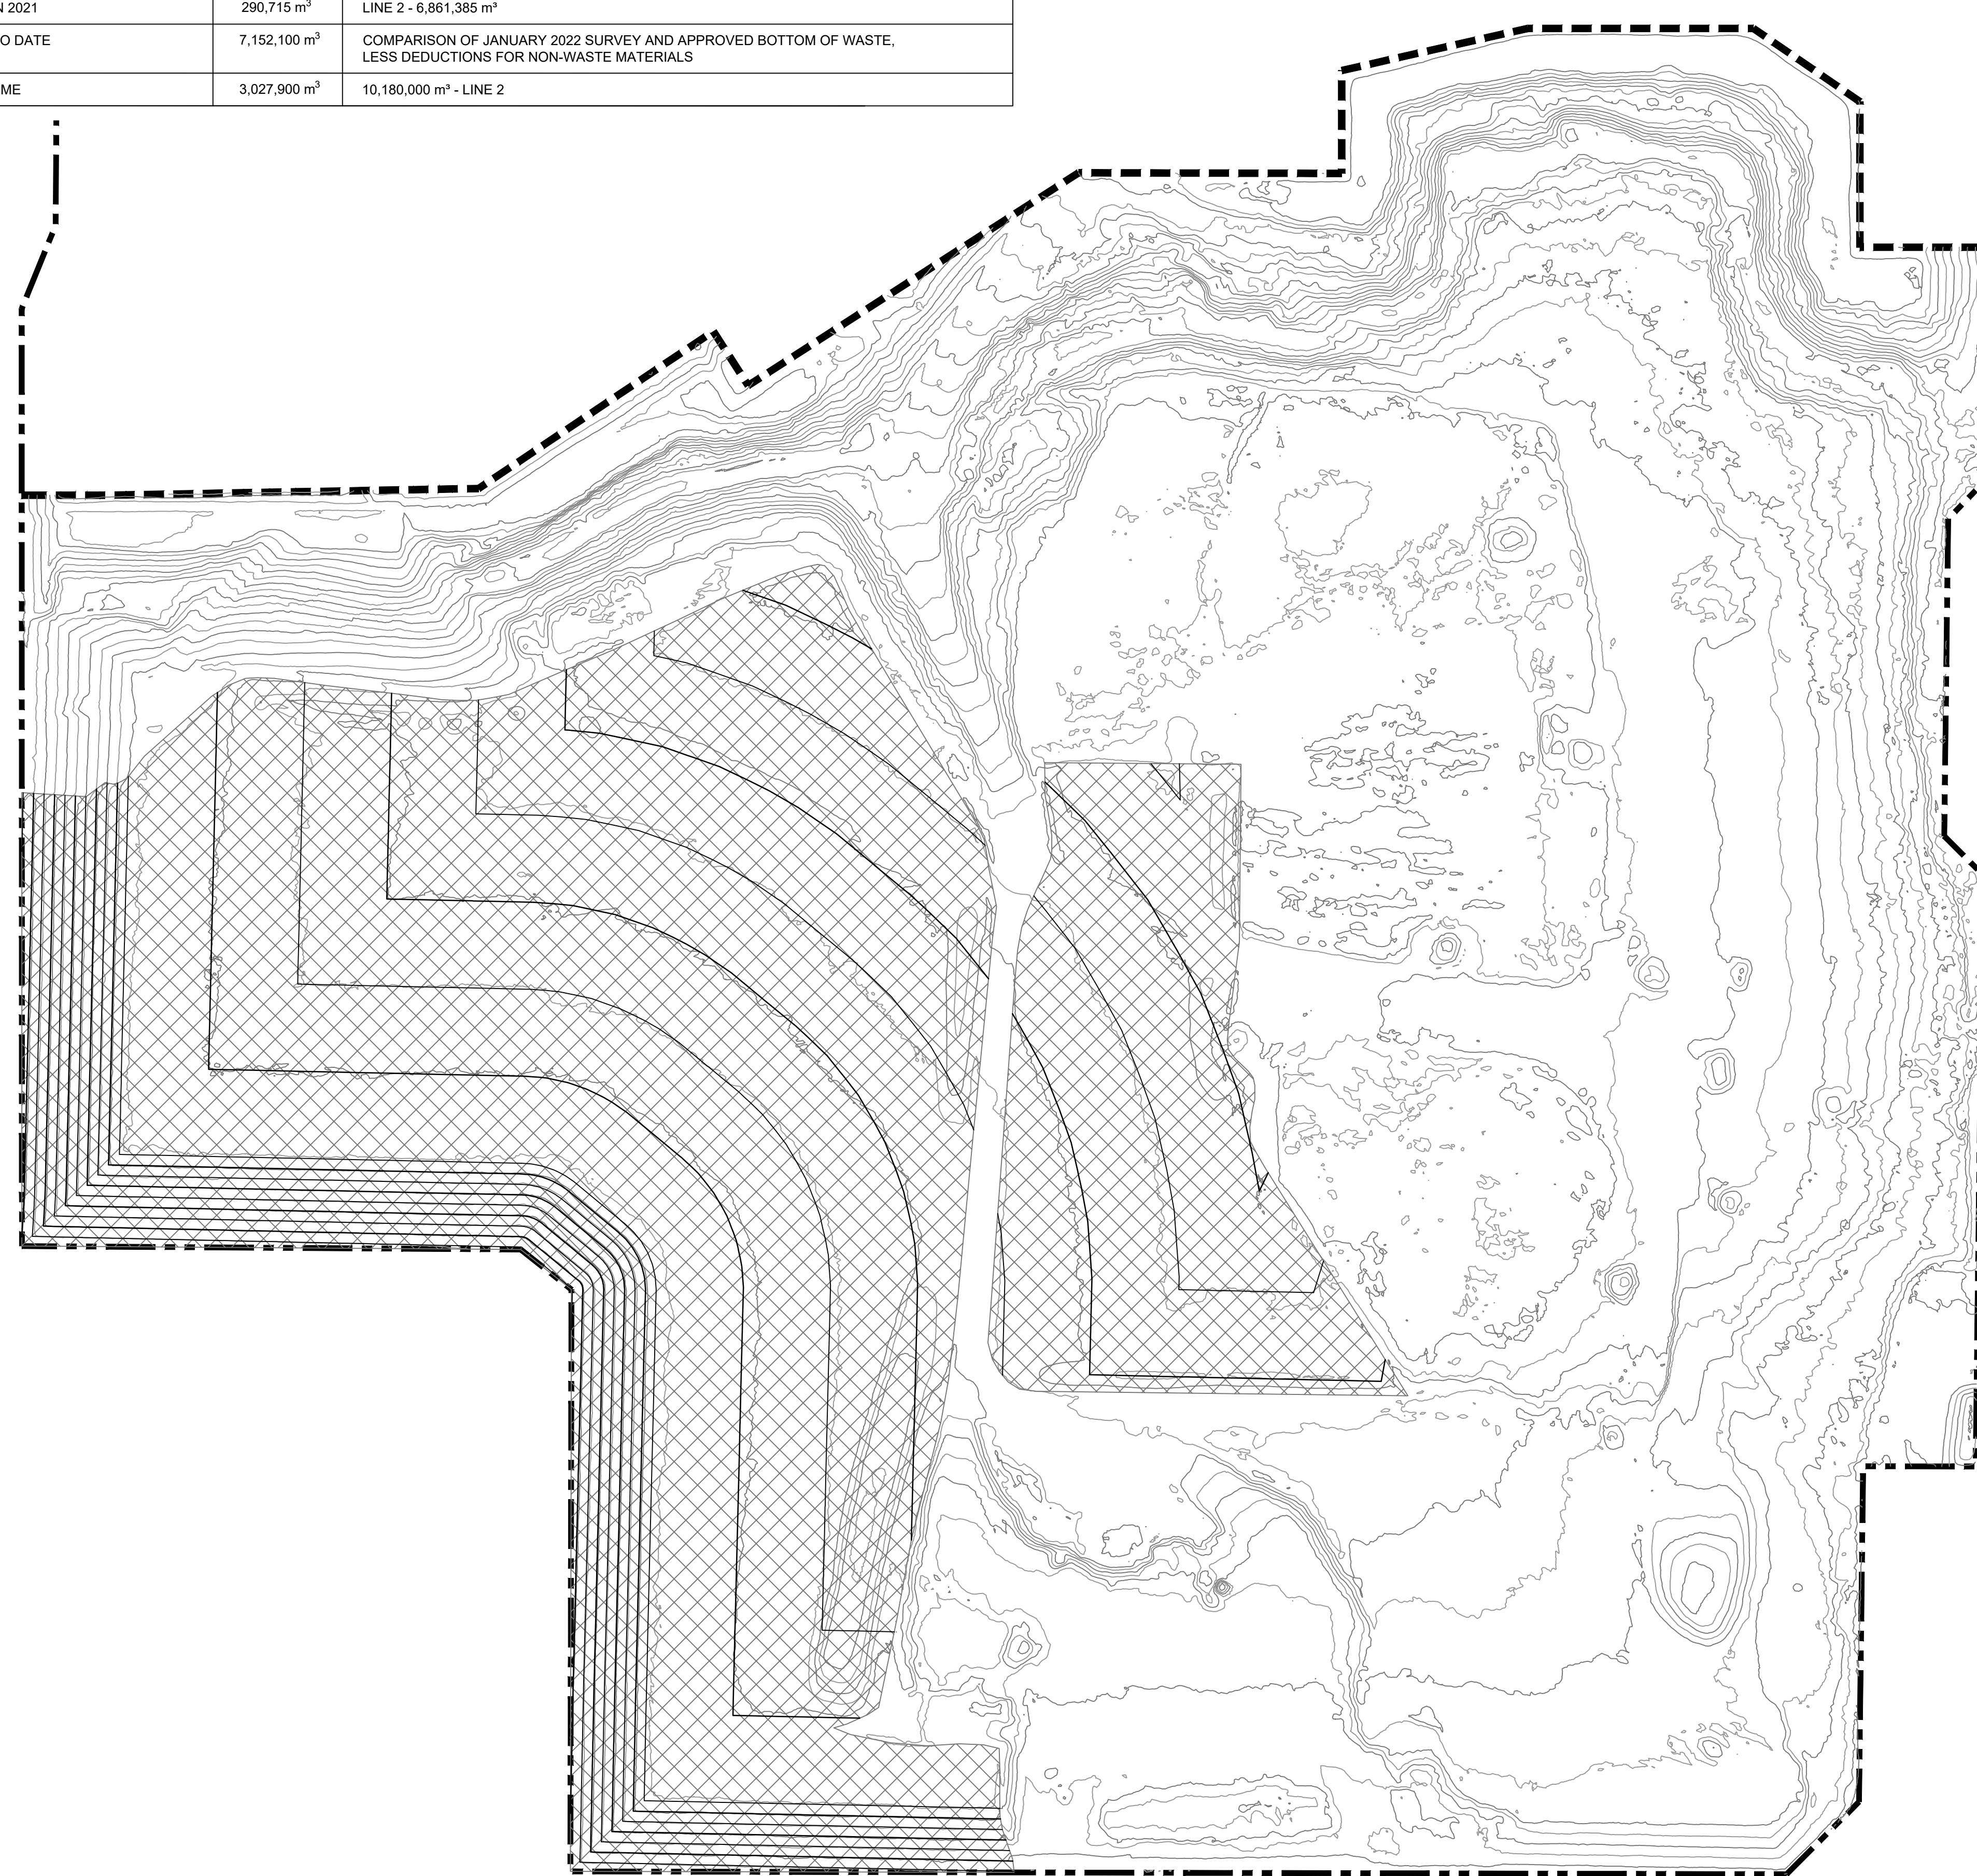 N 2021 290,715 m³ LINE 2 - 6,861,385 m³
O DATE 7,152,100 m³ COMPARISON OF JANUARY 2022 SURVEY AND APPROVED BOTTOM OF WASTE,
LESS DEDUCTIONS FOR NON-WASTE MATERIALS
ME 3,027,900 m³ 10,180,000 m³ - LINE 2